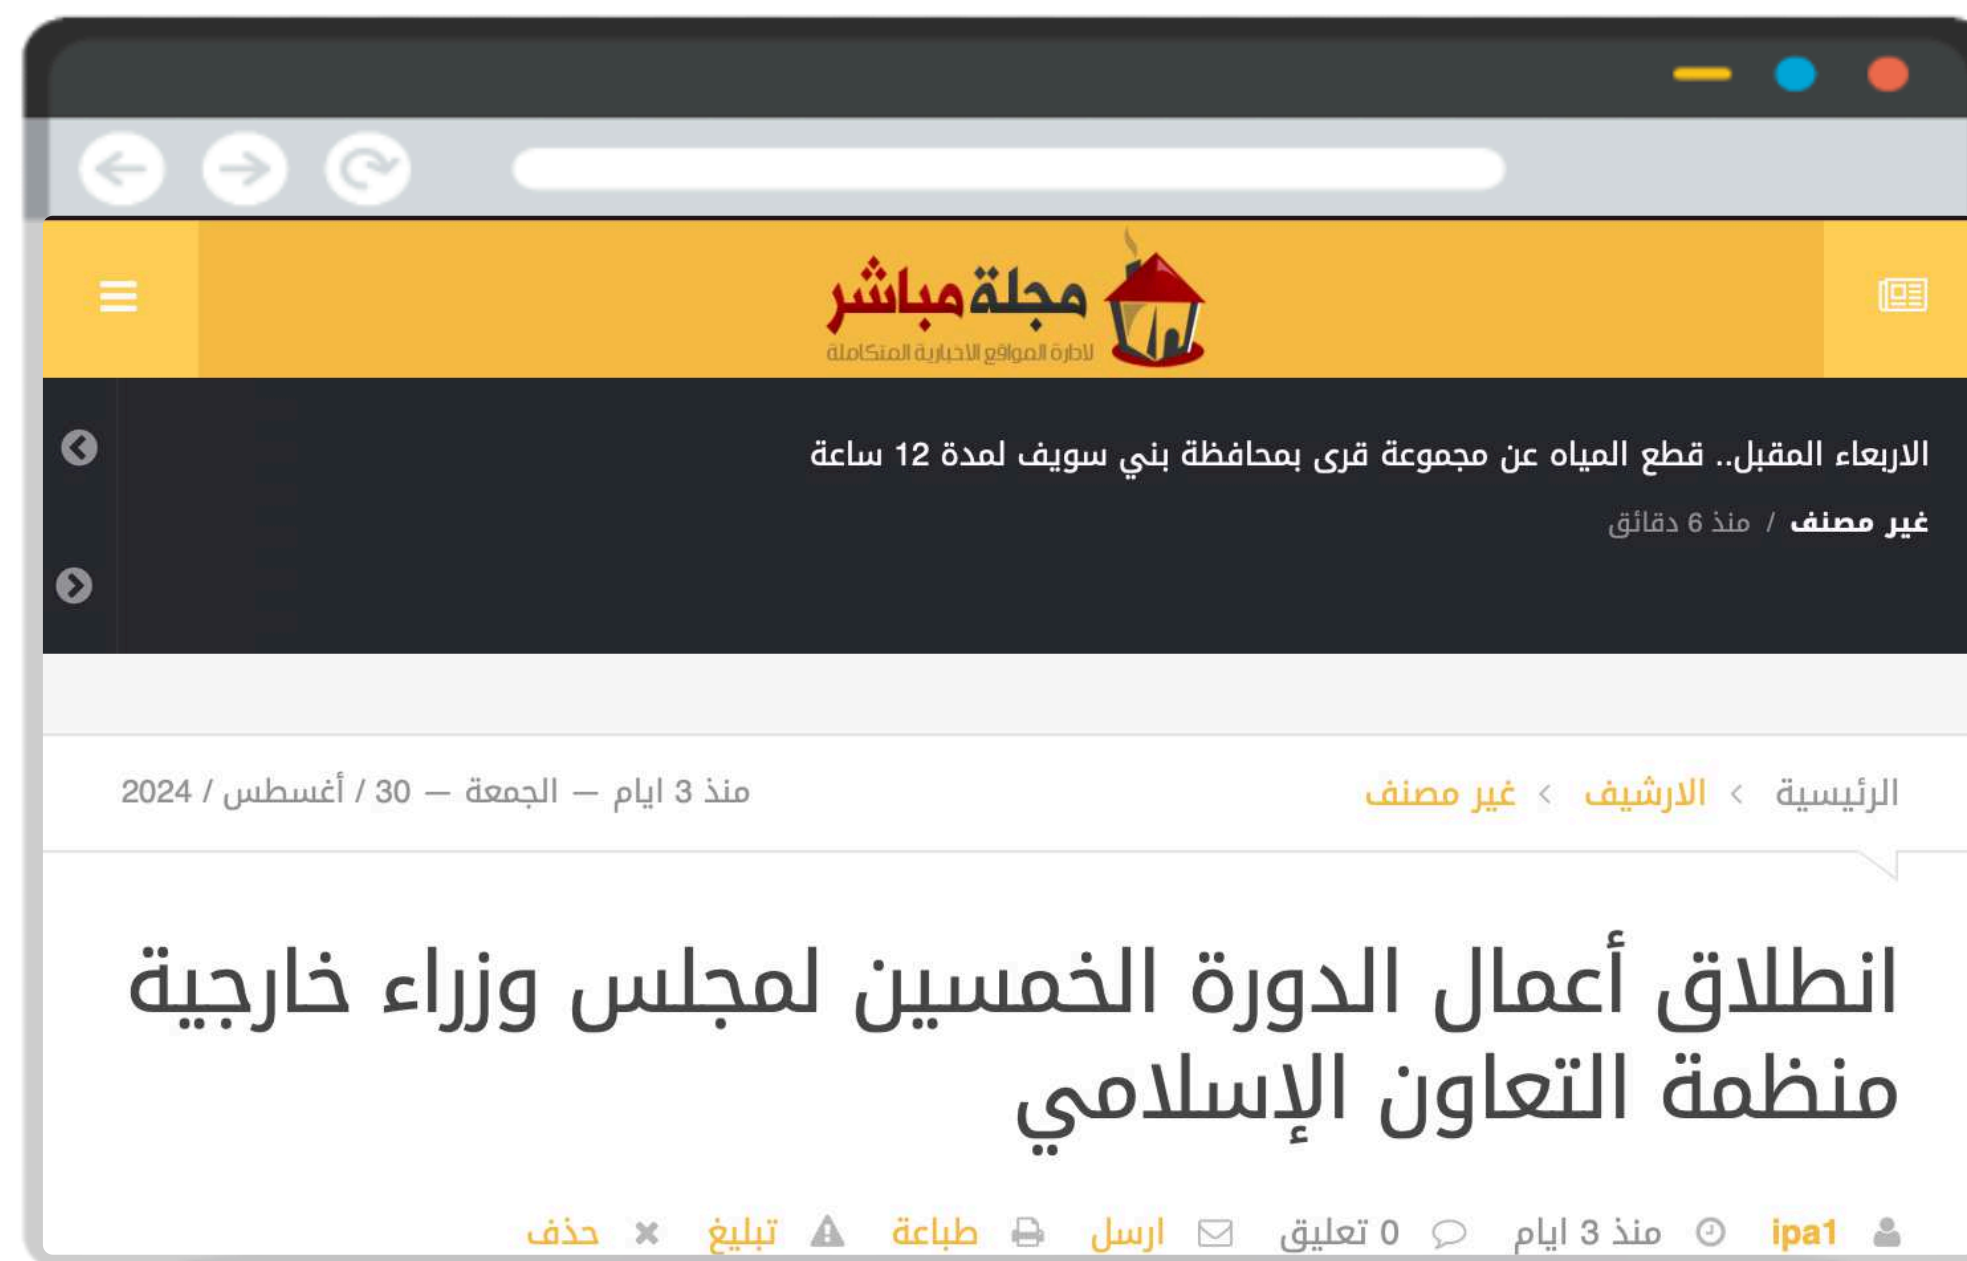 مجلة مباشر
لادارة المواقع الاخبارية المتكاملة
الاربعاء المقبل.. قطع المياه عن مجموعة قرى بمحافظة بني سويف لمدة 12 ساعة
غير مصنف / منذ 6 دقائق
الرئيسية > الارشيف > غير مصنف
منذ 3 ايام – الجمعة – 30 / أغسطس / 2024
انطلاق أعمال الدورة الخمسين لمجلس وزراء خارجية
منظمة التعاون الإسلامي
ipa1 منذ 3 ايام 0 تعليق ارسل طباعة تبليغ حذف